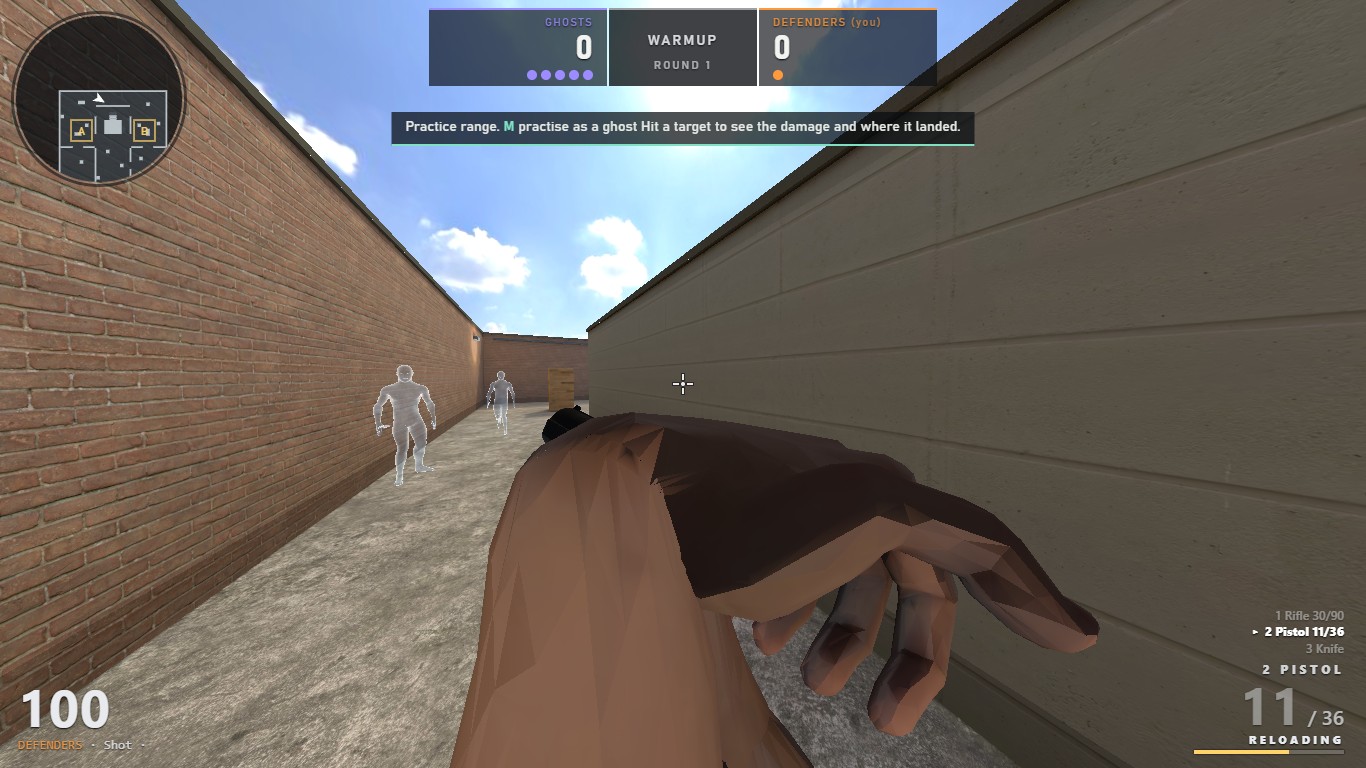 GHOSTS
0
WARMUP
ROUND 1
DEFENDERS (you)
0
A
B
Practice range. M practise as a ghost Hit a target to see the damage and where it landed.
1 Rifle 30/90
▸ 2 Pistol 11/36
3 Knife
2 PISTOL
11 / 36
RELOADING
100
DEFENDERS · Shot ·